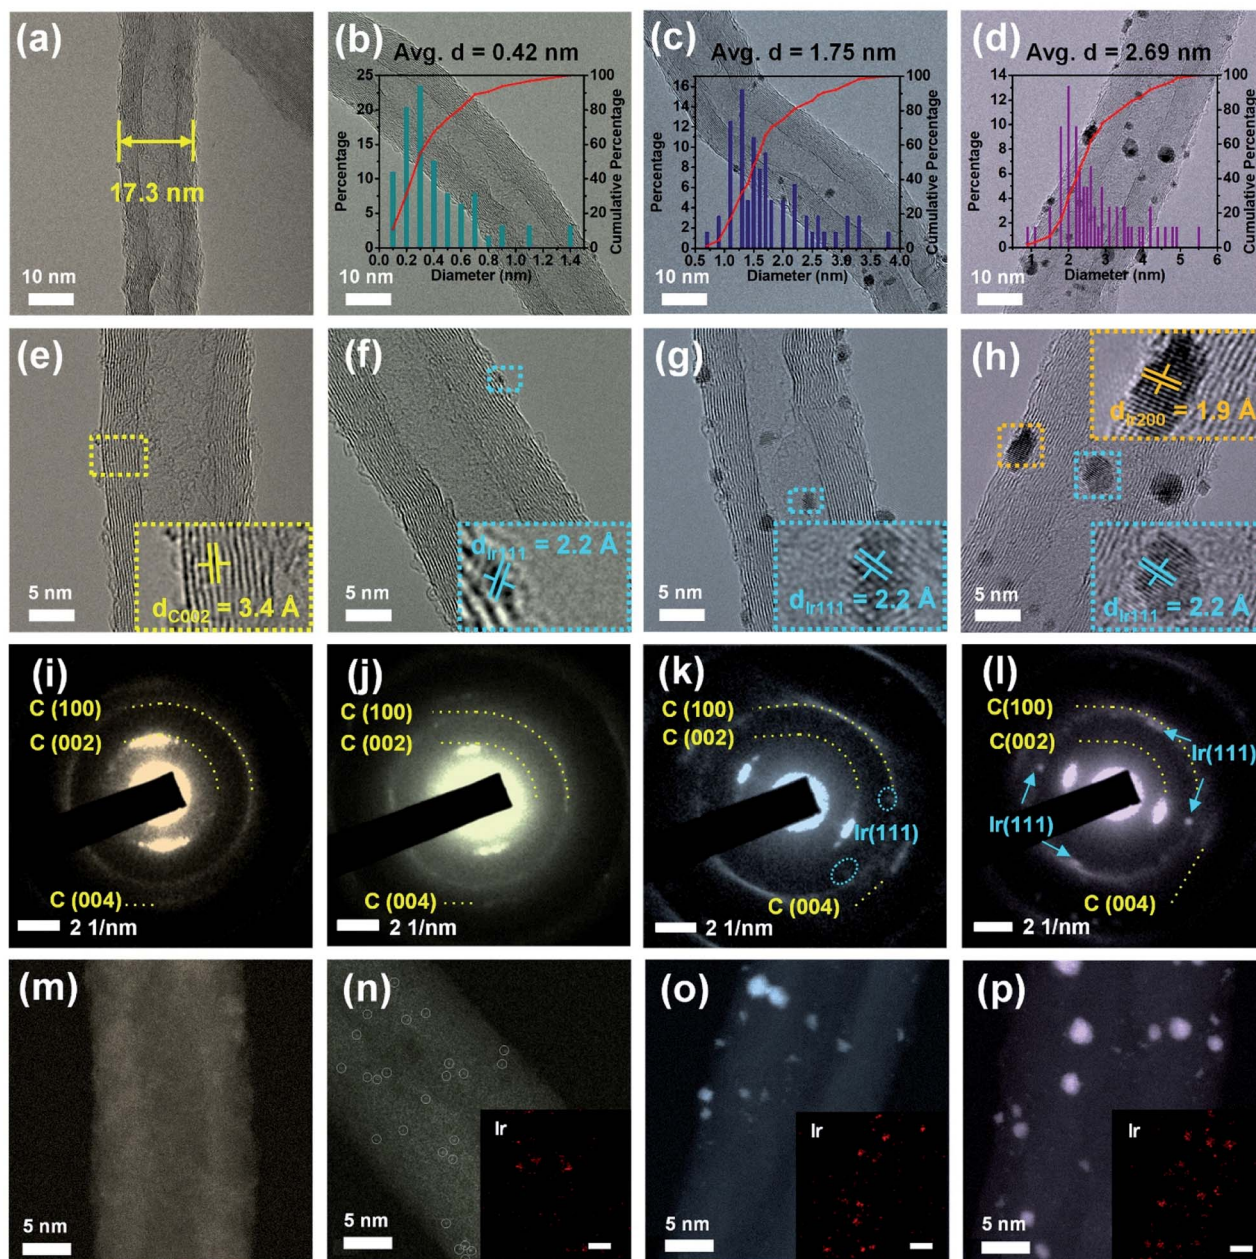 (a)
17.3 nm
10 nm
(b)
Avg. d = 0.42 nm
25
20
15
10
5
0
100
80
60
40
20
0
Percentage
Cumulative Percentage
0.0 0.2 0.4 0.6 0.8 1.0 1.2 1.4
Diameter (nm)
10 nm
(c)
Avg. d = 1.75 nm
16
14
12
10
8
6
4
2
0
100
80
60
40
20
0
Percentage
Cumulative Percentage
0.5 1.0 1.5 2.0 2.5 3.0 3.5 4.0
Diameter (nm)
10 nm
(d)
Avg. d = 2.69 nm
14
13
12
11
10
9
8
7
6
5
4
3
2
1
0
100
80
60
40
20
0
Percentage
Cumulative Percentage
1 2 3 4 5 6
Diameter (nm)
10 nm
(e)
dC002 = 3.4 Å
5 nm
(f)
dIr111 = 2.2 Å
5 nm
(g)
dIr111 = 2.2 Å
5 nm
(h)
dIr200 = 1.9 Å
dIr111 = 2.2 Å
5 nm
(i)
C (100)
C (002)
C (004)
2 1/nm
(j)
C (100)
C (002)
C (004)
2 1/nm
(k)
C (100)
C (002)
Ir(111)
C (004)
2 1/nm
(l)
C(100)
C(002)
Ir(111)
Ir(111)
C (004)
2 1/nm
(m)
5 nm
(n)
Ir
5 nm
(o)
Ir
5 nm
(p)
Ir
5 nm